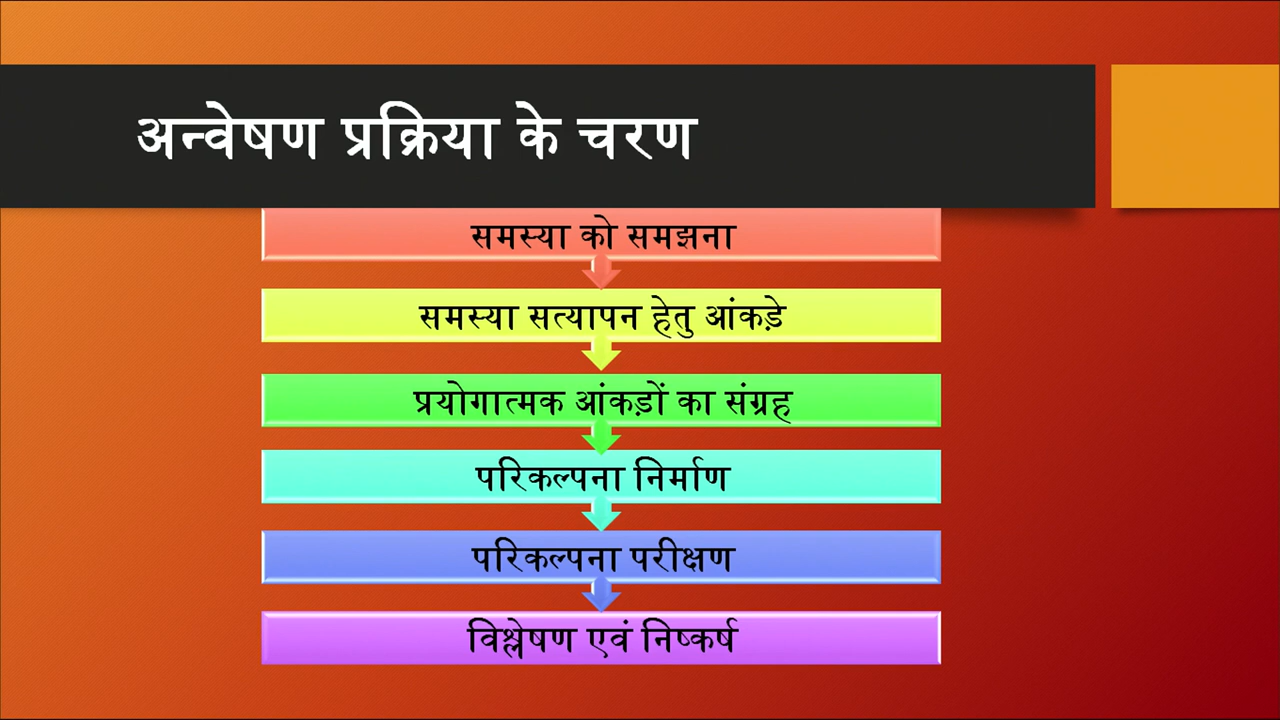 अन्वेषण प्रक्रिया के चरण
समस्या को समझना
समस्या सत्यापन हेतु आंकड़े
प्रयोगात्मक आंकड़ों का संग्रह
परिकल्पना निर्माण
परिकल्पना परीक्षण
विश्लेषण एवं निष्कर्ष